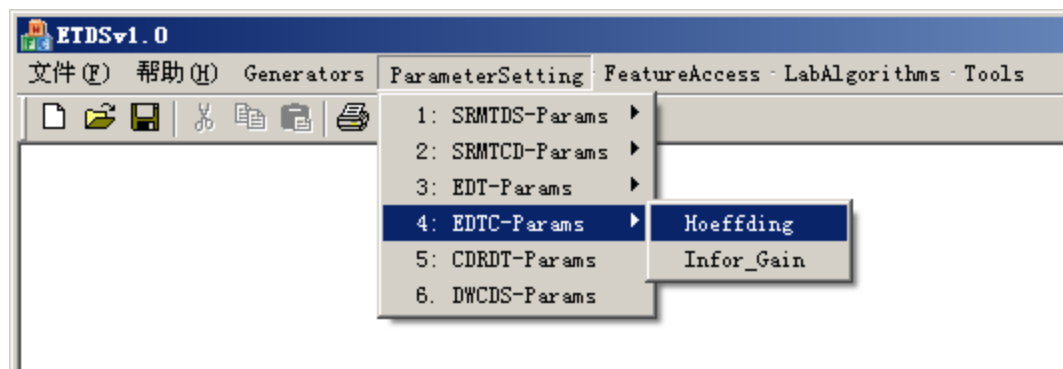 ETDSv1.0
文件(F) 帮助(H) Generators ParameterSetting FeatureAccess LabAlgorithms Tools
1: SRMTDS-Params
2: SRMTCD-Params
3: EDT-Params
4: EDTC-Params Hoeffding
5: CDRDT-Params Infor_Gain
6. DWCDS-Params